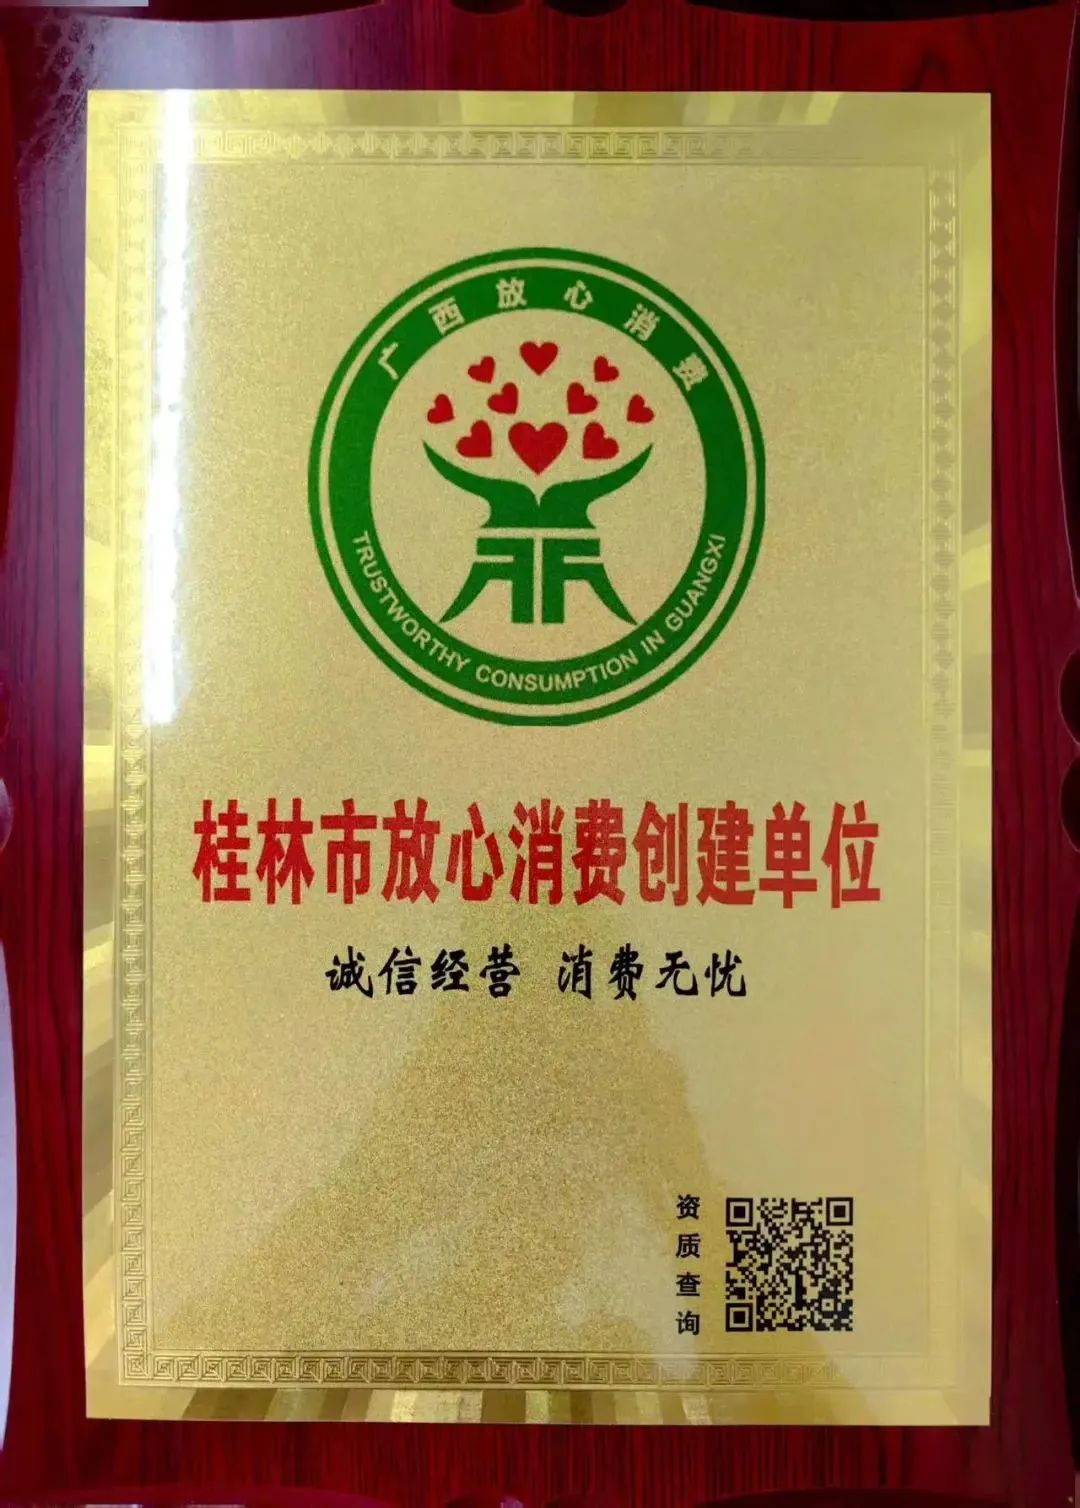 广西放心消费
TRUSTWORTHY CONSUMPTION IN GUANGXI
桂林市放心消费创建单位
诚信经营 消费无忧
资质查询